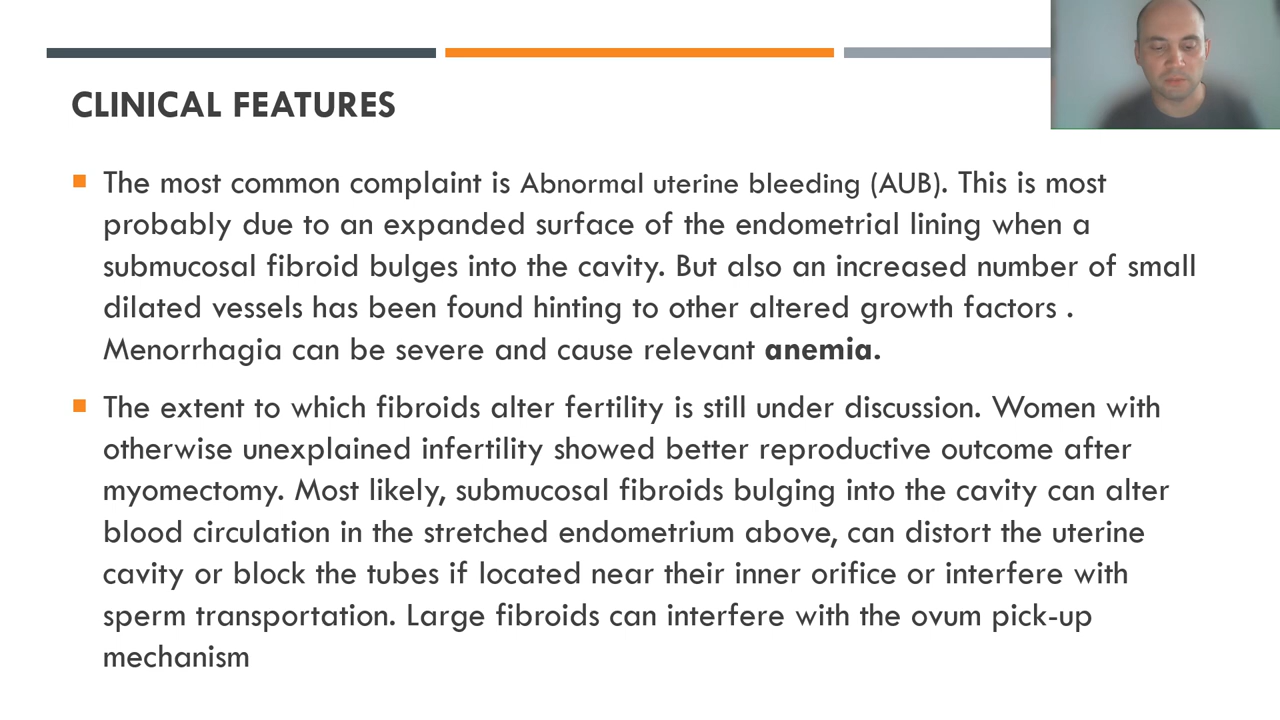 CLINICAL FEATURES
The most common complaint is Abnormal uterine bleeding (AUB). This is most
probably due to an expanded surface of the endometrial lining when a
submucosal fibroid bulges into the cavity. But also an increased number of small
dilated vessels has been found hinting to other altered growth factors .
Menorrhagia can be severe and cause relevant anemia.
The extent to which fibroids alter fertility is still under discussion. Women with
otherwise unexplained infertility showed better reproductive outcome after
myomectomy. Most likely, submucosal fibroids bulging into the cavity can alter
blood circulation in the stretched endometrium above, can distort the uterine
cavity or block the tubes if located near their inner orifice or interfere with
sperm transportation. Large fibroids can interfere with the ovum pick-up
mechanism